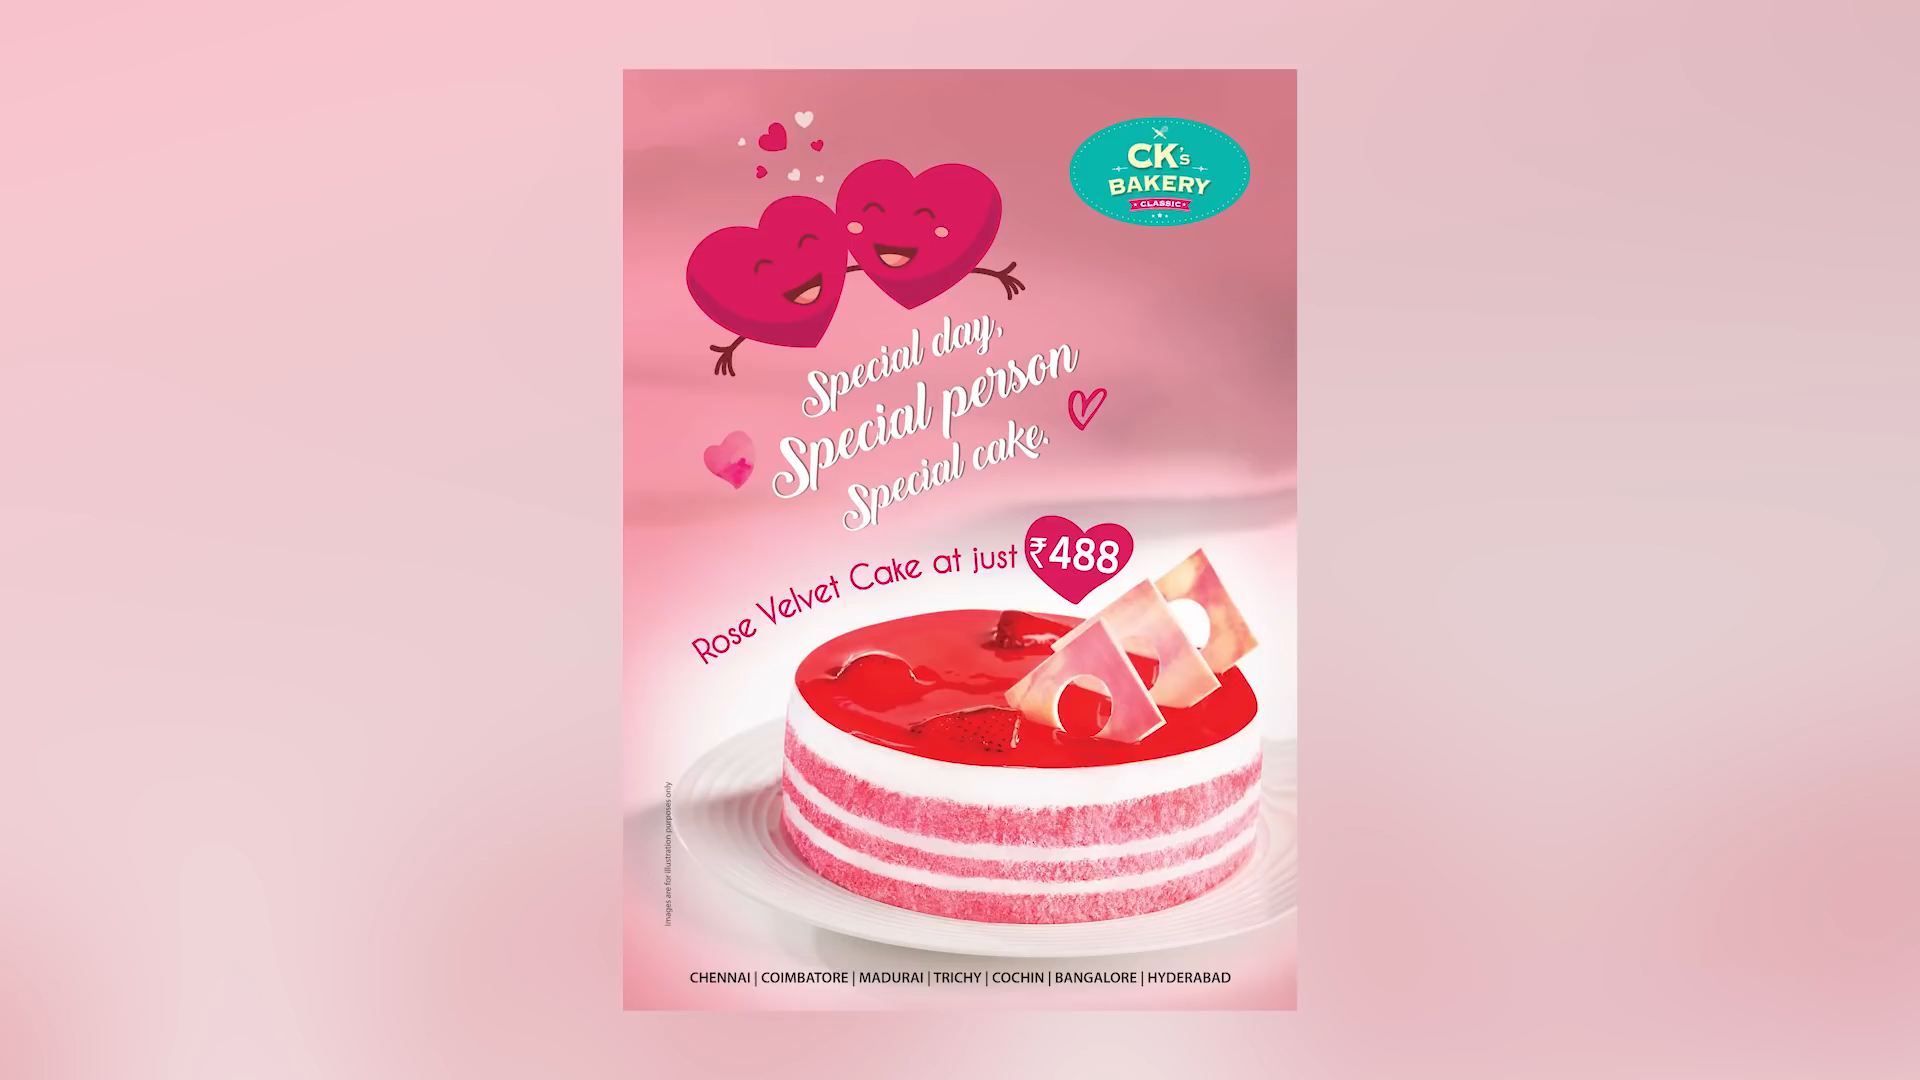 CK's
BAKERY
CLASSIC
Special day,
Special person
Special cake.
Rose Velvet Cake at just ₹488
Images are for illustration purposes only
CHENNAI | COIMBATORE | MADURAI | TRICHY | COCHIN | BANGALORE | HYDERABAD